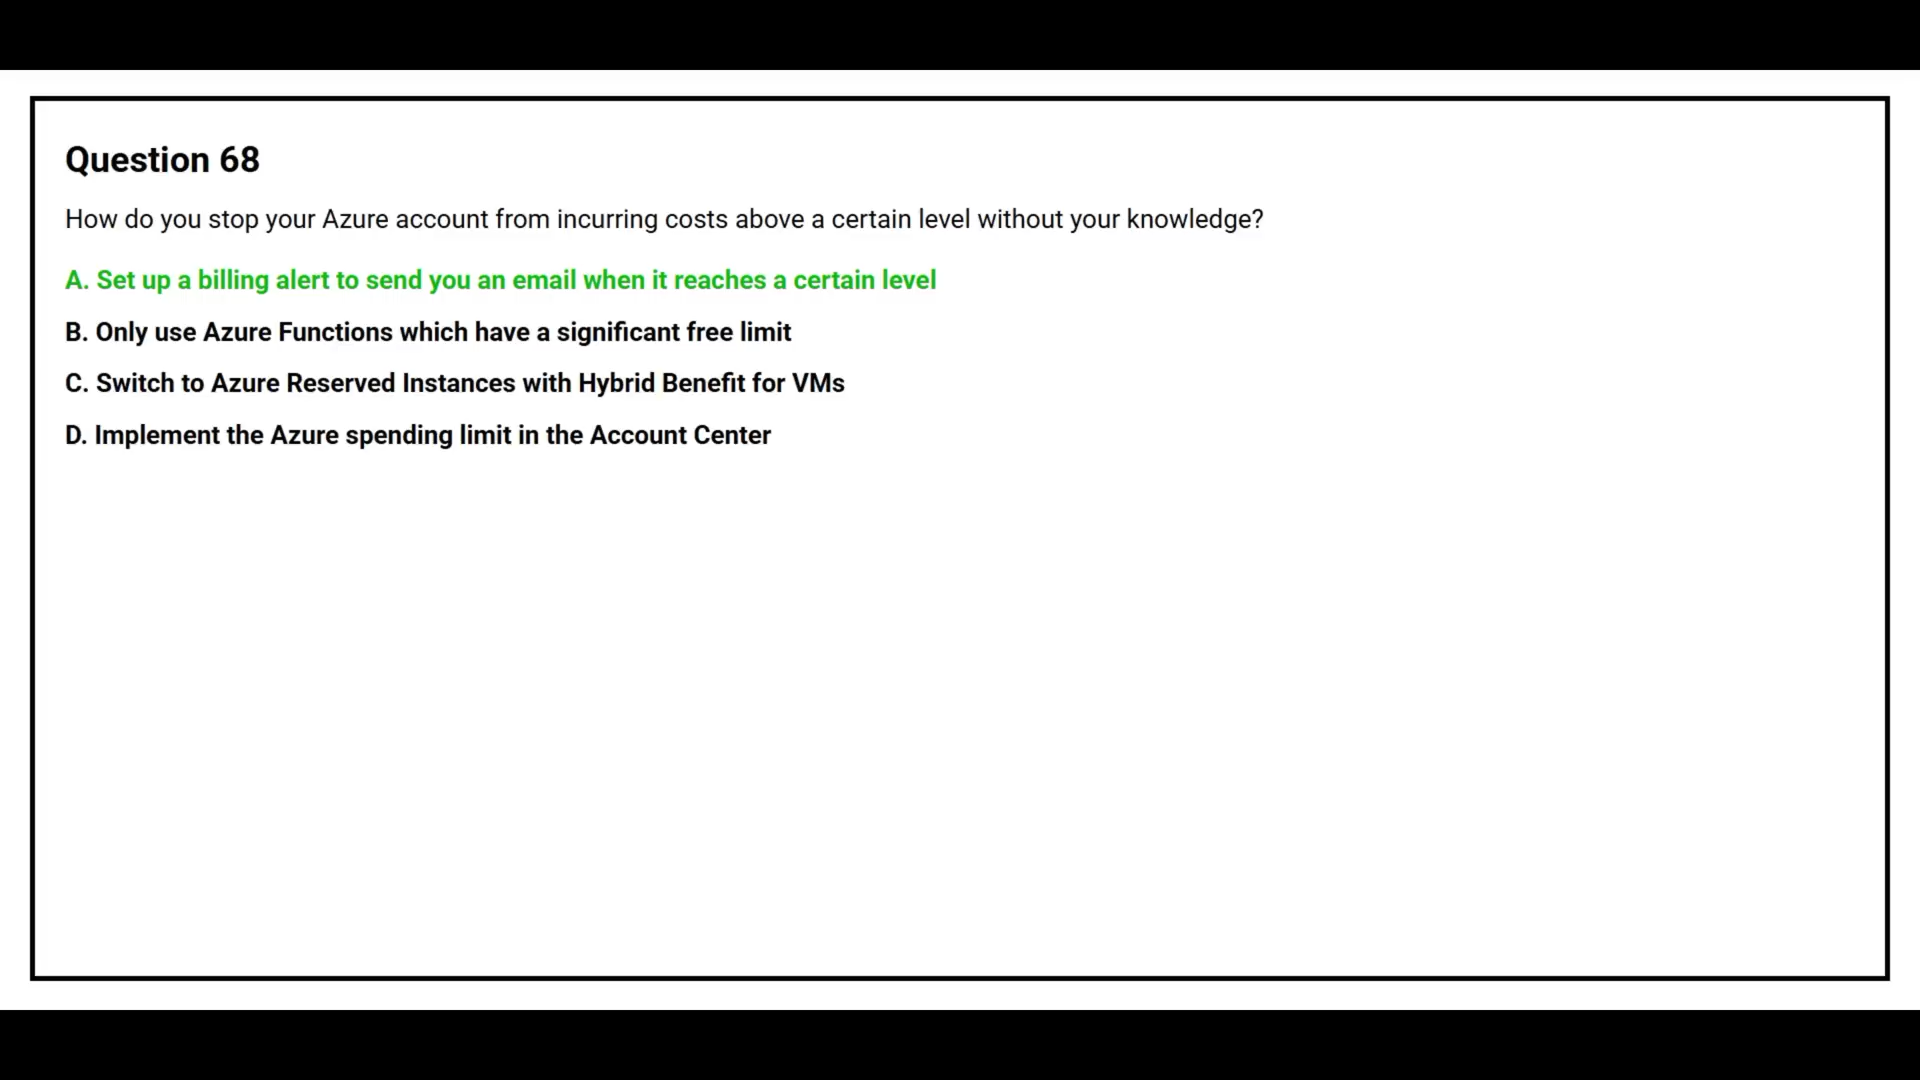 Question 68
How do you stop your Azure account from incurring costs above a certain level without your knowledge?
A. Set up a billing alert to send you an email when it reaches a certain level
B. Only use Azure Functions which have a significant free limit
C. Switch to Azure Reserved Instances with Hybrid Benefit for VMs
D. Implement the Azure spending limit in the Account Center